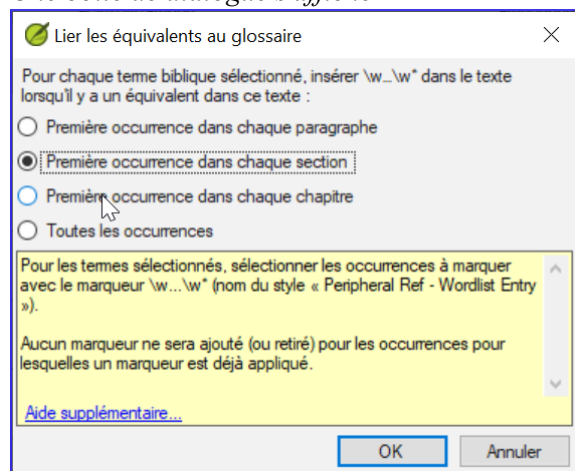 Lier les équivalents au glossaire
Pour chaque terme biblique sélectionné, insérer \w...\w* dans le texte
lorsqu'il y a un équivalent dans ce texte :
Première occurrence dans chaque paragraphe
Première occurrence dans chaque section
Première occurrence dans chaque chapitre
Toutes les occurrences
Pour les termes sélectionnés, sélectionner les occurrences à marquer
avec le marqueur \w...\w* (nom du style « Peripheral Ref - Wordlist Entry
»).
Aucun marqueur ne sera ajouté (ou retiré) pour les occurrences pour
lesquelles un marqueur est déjà appliqué.
Aide supplémentaire...
OK Annuler